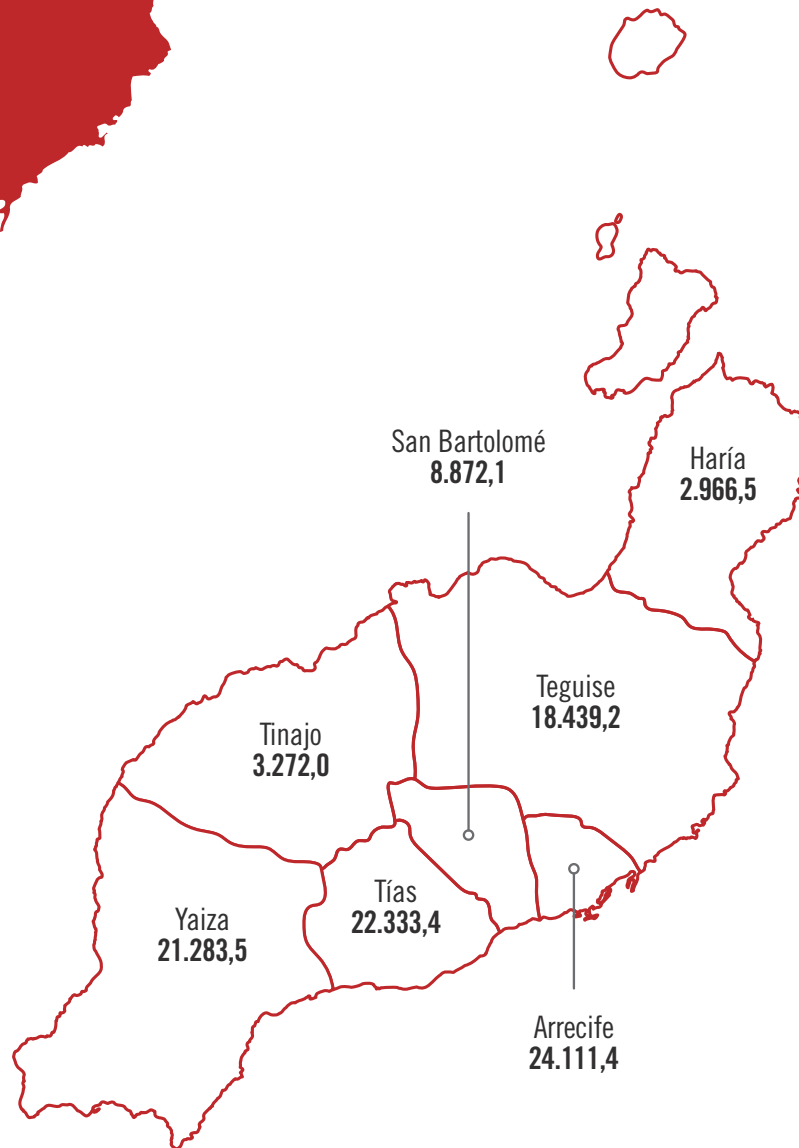 San Bartolomé
8.872,1
Haría
2.966,5
Teguise
18.439,2
Tinajo
3.272,0
Tías
22.333,4
Yaiza
21.283,5
Arrecife
24.111,4